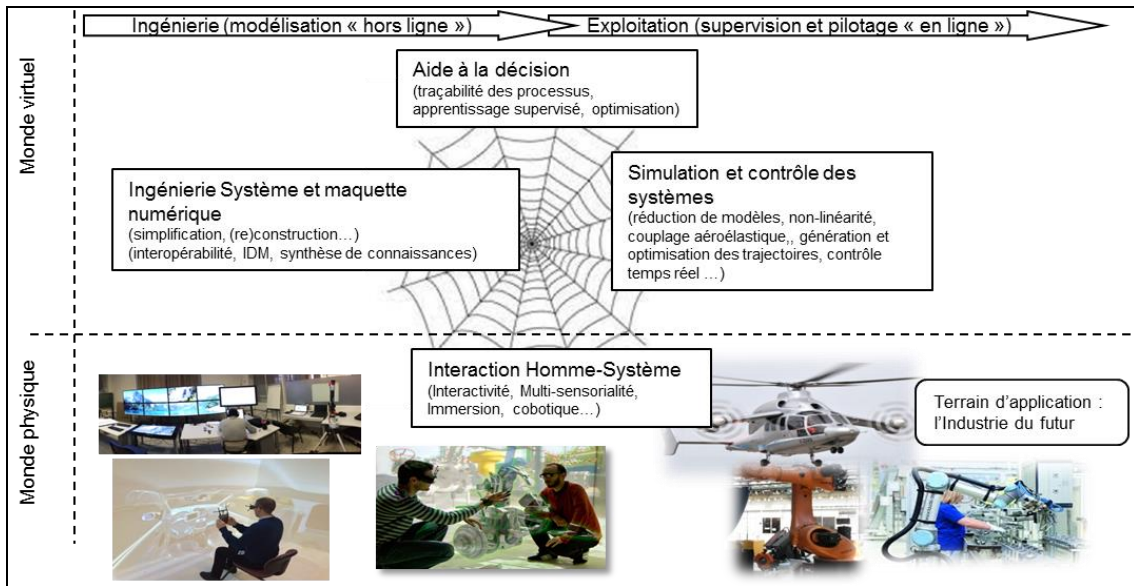 Ingénierie (modélisation « hors ligne »)
Exploitation (supervision et pilotage « en ligne »)
Monde virtuel
Aide à la décision
(traçabilité des processus,
apprentissage supervisé, optimisation)
Ingénierie Système et maquette
numérique
(simplification, (re)construction…)
(interopérabilité, IDM, synthèse de connaissances)
Simulation et contrôle des
systèmes
(réduction de modèles, non-linéarité,
couplage aéroélastique,, génération et
optimisation des trajectoires, contrôle
temps réel …)
Monde physique
Interaction Homme-Système
(Interactivité, Multi-sensorialité,
Immersion, cobotique…)
Terrain d’application :
l’Industrie du futur